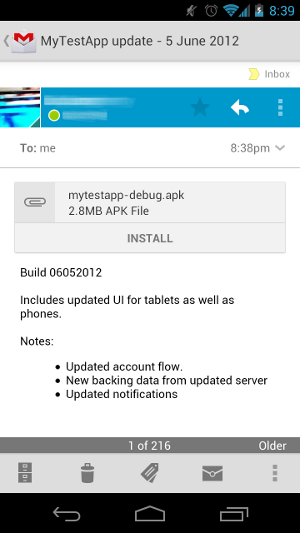 8:39
MyTestApp update - 5 June 2012
Inbox
To: me
8:38pm
mytestapp-debug.apk
2.8MB APK File
INSTALL
Build 06052012
Includes updated UI for tablets as well as
phones.
Notes:
Updated account flow.
New backing data from updated server
Updated notifications
1 of 216
Older